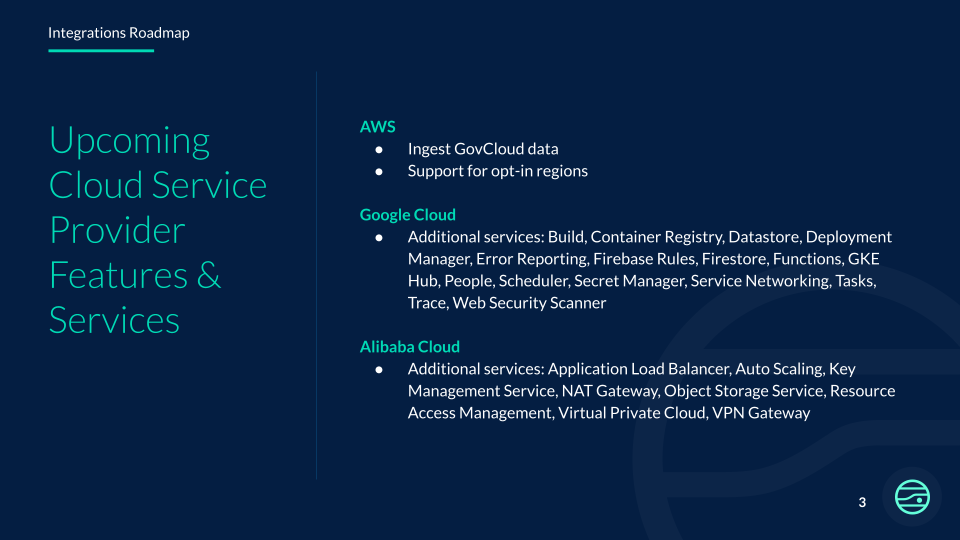 Integrations Roadmap
Upcoming
Cloud Service
Provider
Features &
Services
AWS
● Ingest GovCloud data
● Support for opt-in regions
Google Cloud
● Additional services: Build, Container Registry, Datastore, Deployment
Manager, Error Reporting, Firebase Rules, Firestore, Functions, GKE
Hub, People, Scheduler, Secret Manager, Service Networking, Tasks,
Trace, Web Security Scanner
Alibaba Cloud
● Additional services: Application Load Balancer, Auto Scaling, Key
Management Service, NAT Gateway, Object Storage Service, Resource
Access Management, Virtual Private Cloud, VPN Gateway
3